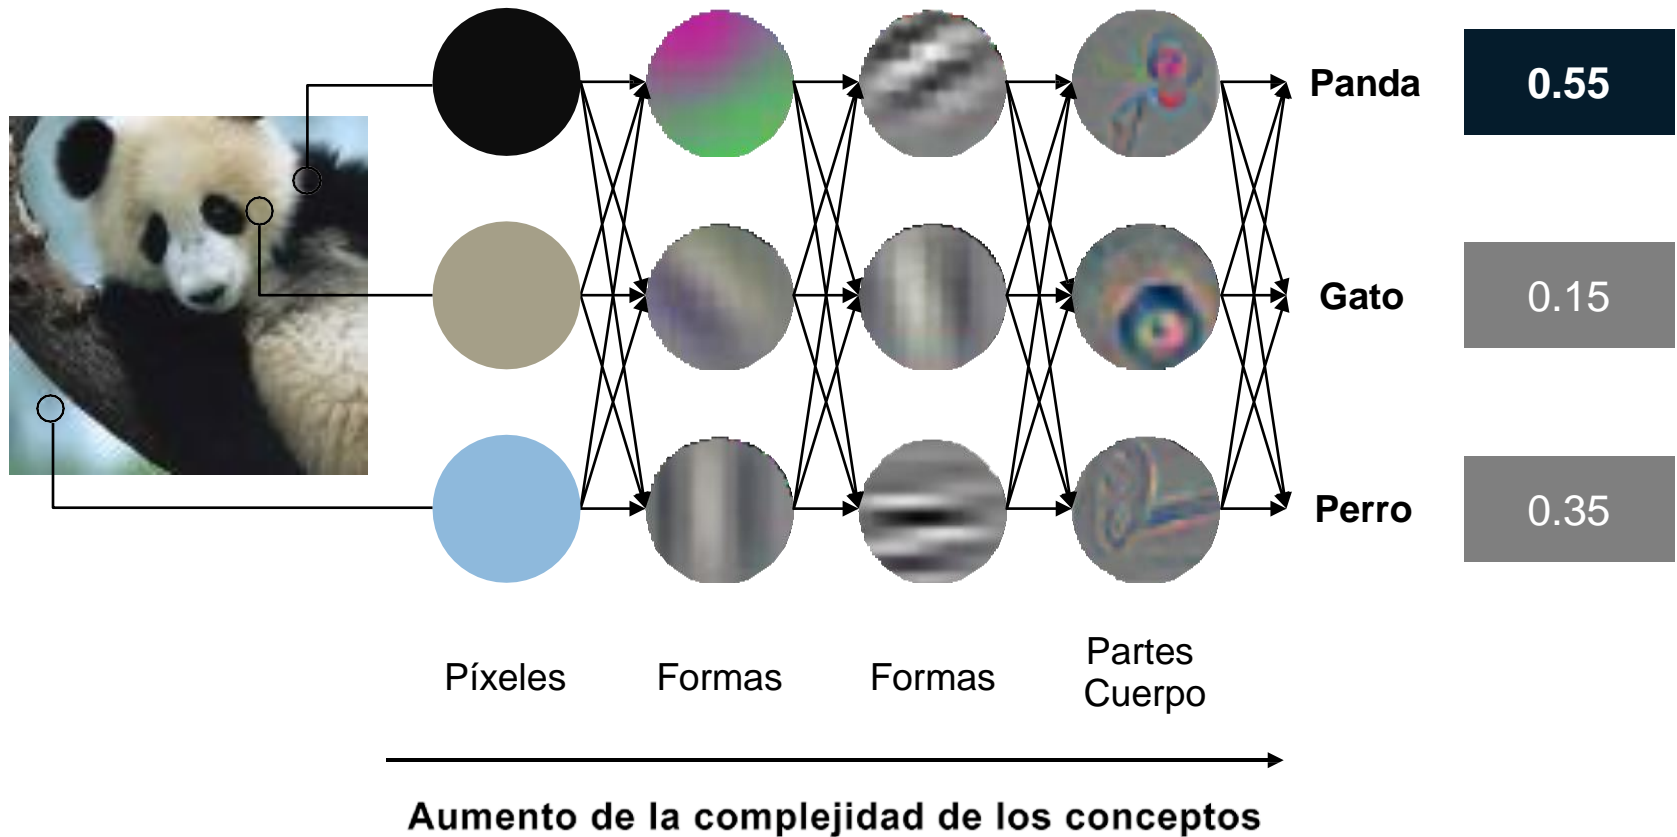 Panda 0.55
Gato 0.15
Perro 0.35
Píxeles Formas Formas Partes
Cuerpo
Aumento de la complejidad de los conceptos